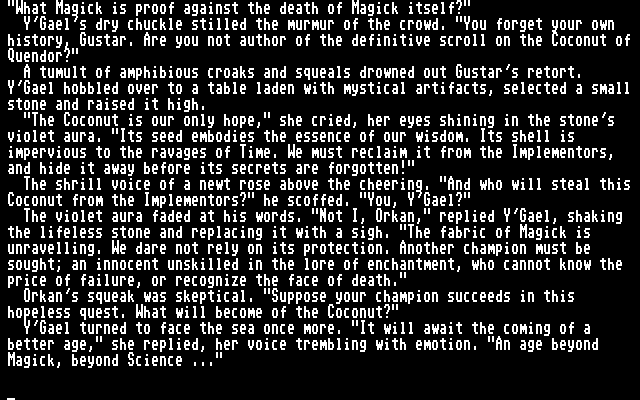 "What Magick is proof against the death of Magick itself?"
Y'Gael's dry chuckle stilled the murmur of the crowd. "You forget your own
history, Gustar. Are you not author of the definitive scroll on the Coconut of
Quendor?"
A tumult of amphibious croaks and squeals drowned out Gustar's retort.
Y'Gael hobbled over to a table laden with mystical artifacts, selected a small
stone and raised it high.
"The Coconut is our only hope," she cried, her eyes shining in the stone's
violet aura. "Its seed embodies the essence of our wisdom. Its shell is
impervious to the ravages of Time. We must reclaim it from the Implementors,
and hide it away before its secrets are forgotten!"
The shrill voice of a newt rose above the cheering. "And who will steal this
Coconut from the Implementors?" he scoffed. "You, Y'Gael?"
The violet aura faded at his words. "Not I, Orkan," replied Y'Gael, shaking
the lifeless stone and replacing it with a sigh. "The fabric of Magick is
unravelling. We dare not rely on its protection. Another champion must be
sought; an innocent unskilled in the lore of enchantment, who cannot know the
price of failure, or recognize the face of death."
Orkan's squeak was skeptical. "Suppose your champion succeeds in this
hopeless quest. What will become of the Coconut?"
Y'Gael turned to face the sea once more. "It will await the coming of a
better age," she replied, her voice trembling with emotion. "An age beyond
Magick, beyond Science ..."